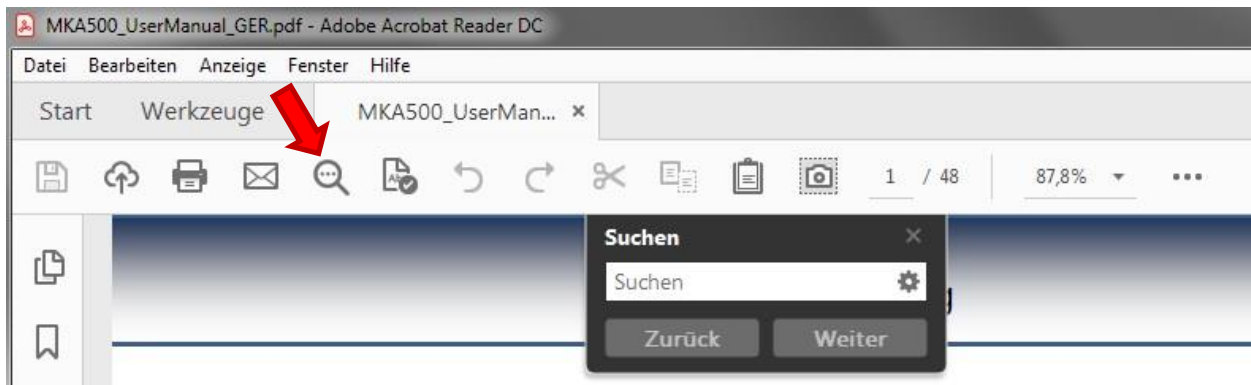 MKA500_UserManual_GER.pdf - Adobe Acrobat Reader DC
Datei Bearbeiten Anzeige Fenster Hilfe
Start Werkzeuge MKA500_UserMan... ×
1 / 48 87,8%
Suchen
Suchen
Zurück Weiter